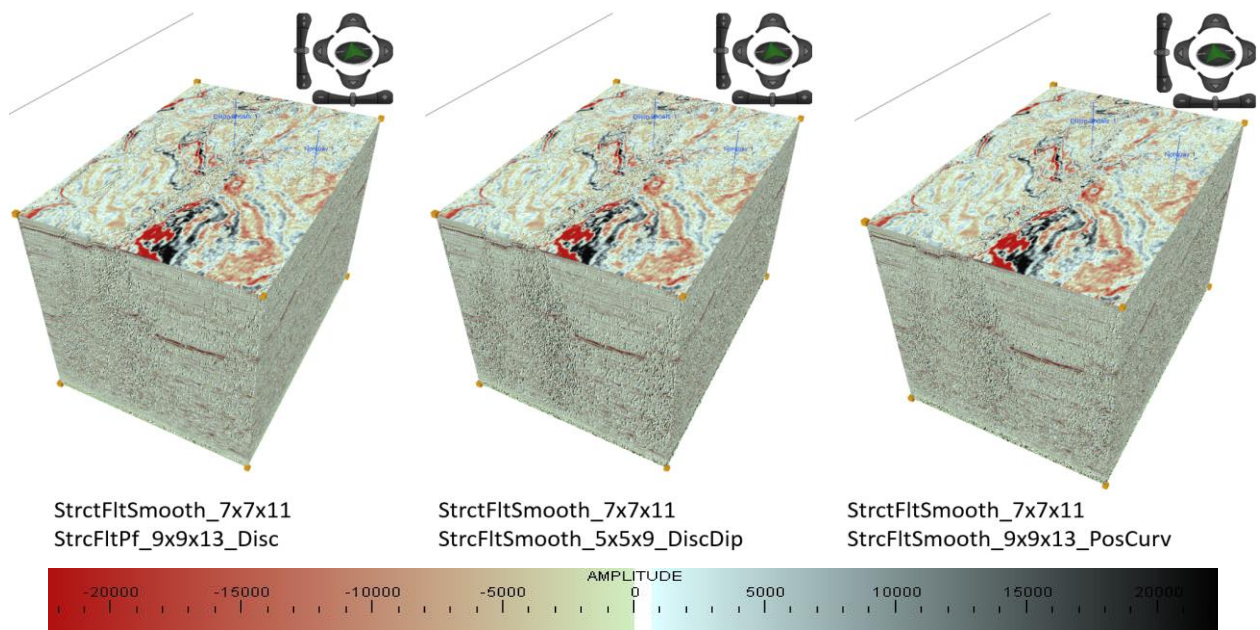 StrctFltSmooth_7x7x11
StrcFltPf_9x9x13_Disc
StrctFltSmooth_7x7x11
StrcFltSmooth_5x5x9_DiscDip
StrctFltSmooth_7x7x11
StrcFltSmooth_9x9x13_PosCurv
AMPLITUDE
-20000 -15000 -10000 -5000 0 5000 10000 15000 20000